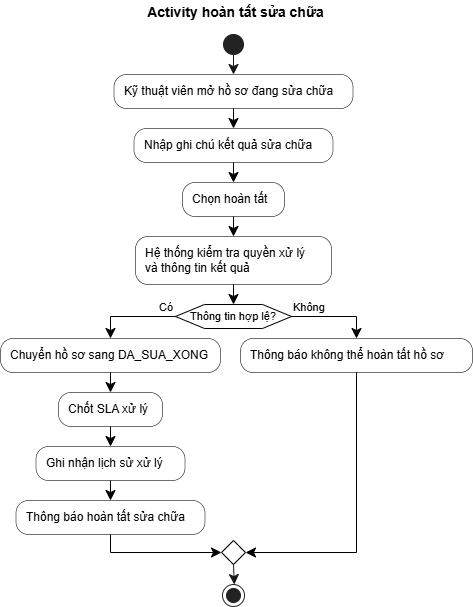 Activity hoàn tất sửa chữa
Kỹ thuật viên mở hồ sơ đang sửa chữa
Nhập ghi chú kết quả sửa chữa
Chọn hoàn tất
Hệ thống kiểm tra quyền xử lý
và thông tin kết quả
Có
Thông tin hợp lệ?
Không
Chuyển hồ sơ sang DA_SUA_XONG
Thông báo không thể hoàn tất hồ sơ
Chốt SLA xử lý
Ghi nhận lịch sử xử lý
Thông báo hoàn tất sửa chữa